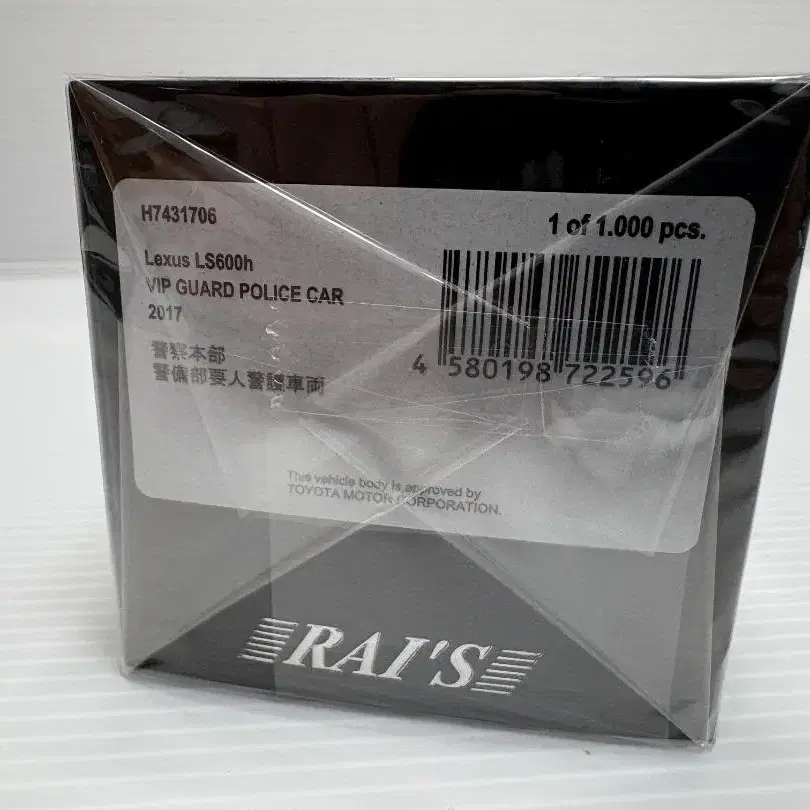 H7431706
1 of 1.000 pcs.
Lexus LS600h
VIP GUARD POLICE CAR
2017
警察本部
警備部要人警護車両
4 580198 722596
This vehicle body is approved by
TOYOTA MOTOR CORPORATION.
RAI'S